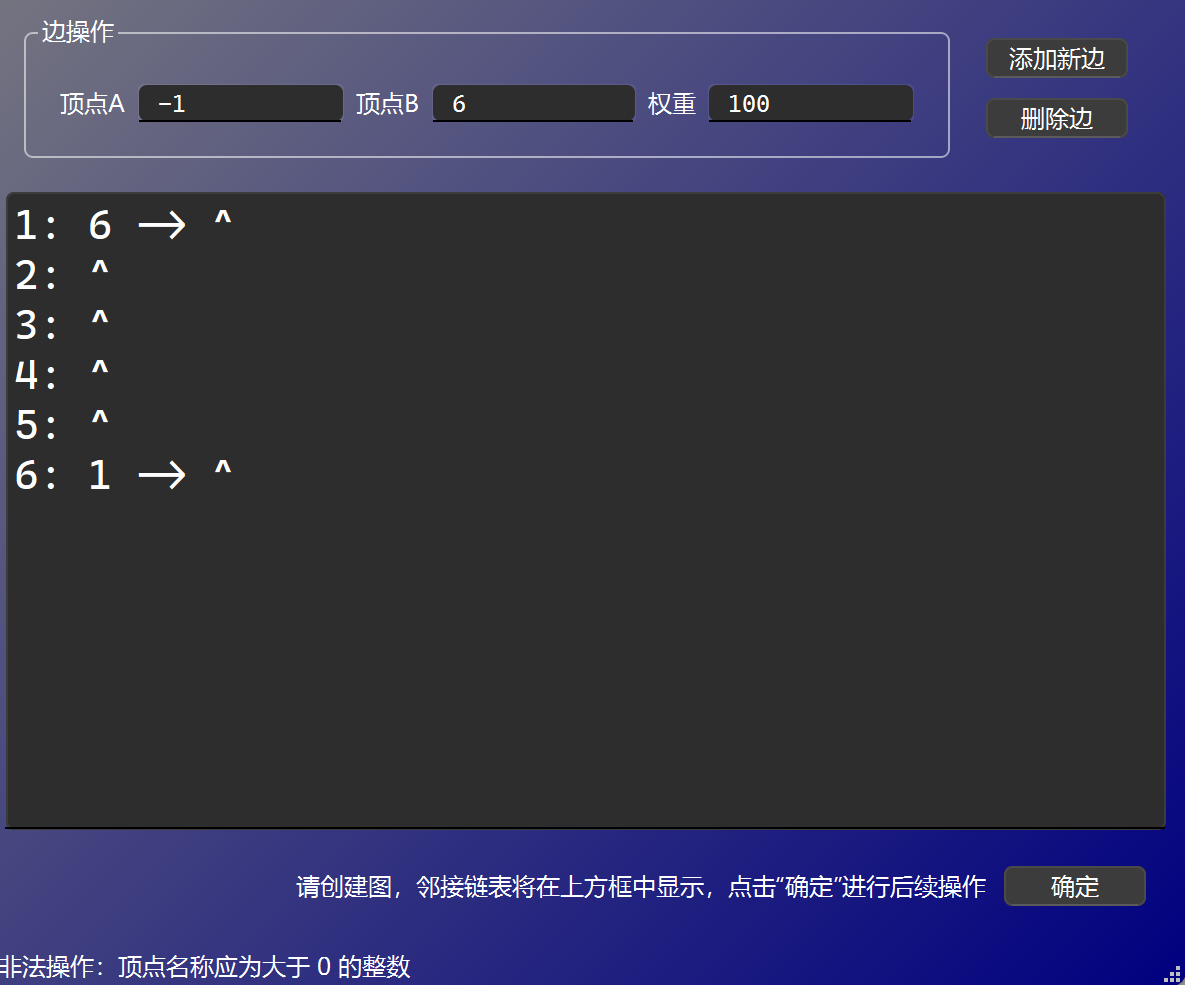 边操作
顶点A -1 顶点B 6 权重 100
添加新边
删除边
1: 6 —> ^
2: ^
3: ^
4: ^
5: ^
6: 1 —> ^
请创建图，邻接链表将在上方框中显示，点击“确定”进行后续操作 确定
非法操作：顶点名称应为大于 0 的整数